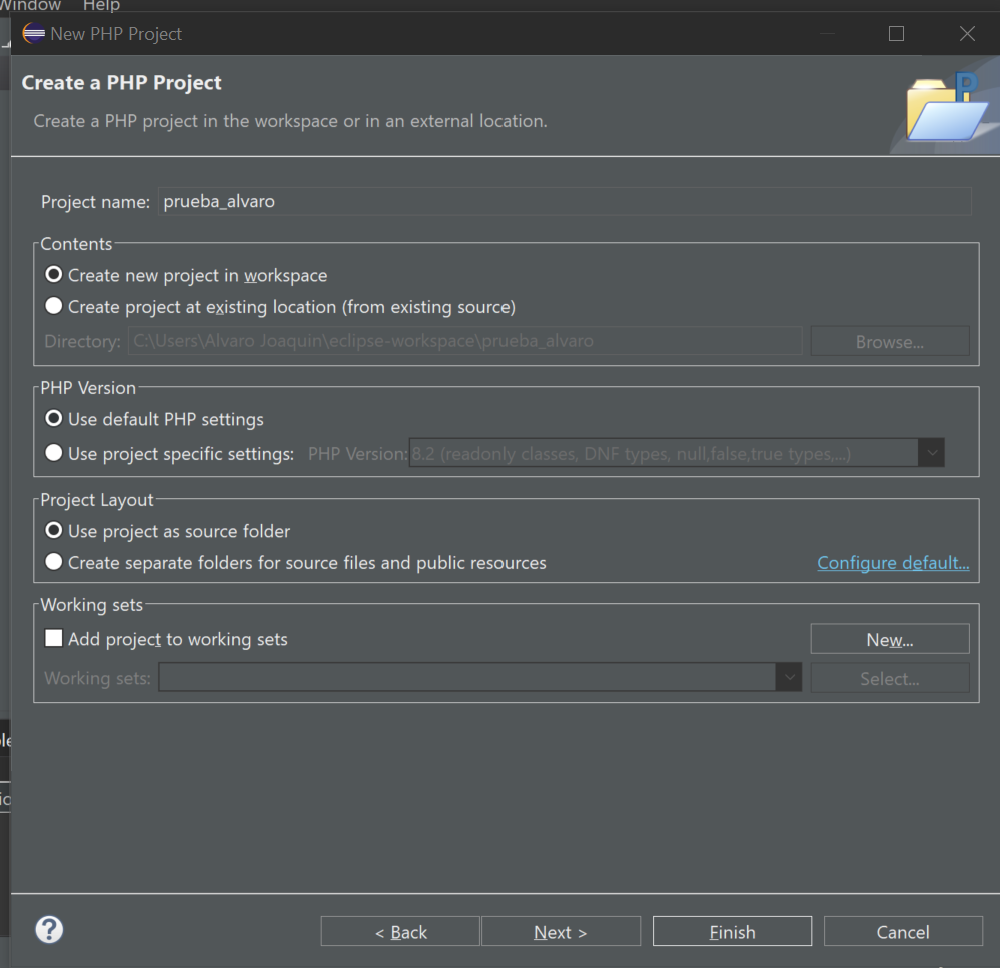 Window Help
New PHP Project
Create a PHP Project
Create a PHP project in the workspace or in an external location.
Project name: prueba_alvaro
Contents
Create new project in workspace
Create project at existing location (from existing source)
Directory: C:\Users\Alvaro Joaquin\eclipse-workspace\prueba_alvaro Browse...
PHP Version
Use default PHP settings
Use project specific settings: PHP Version: 8.2 (readonly classes, DNF types, null,false,true types,...)
Project Layout
Use project as source folder
Create separate folders for source files and public resources Configure default...
Working sets
Add project to working sets New...
Working sets: Select...
? < Back Next > Finish Cancel